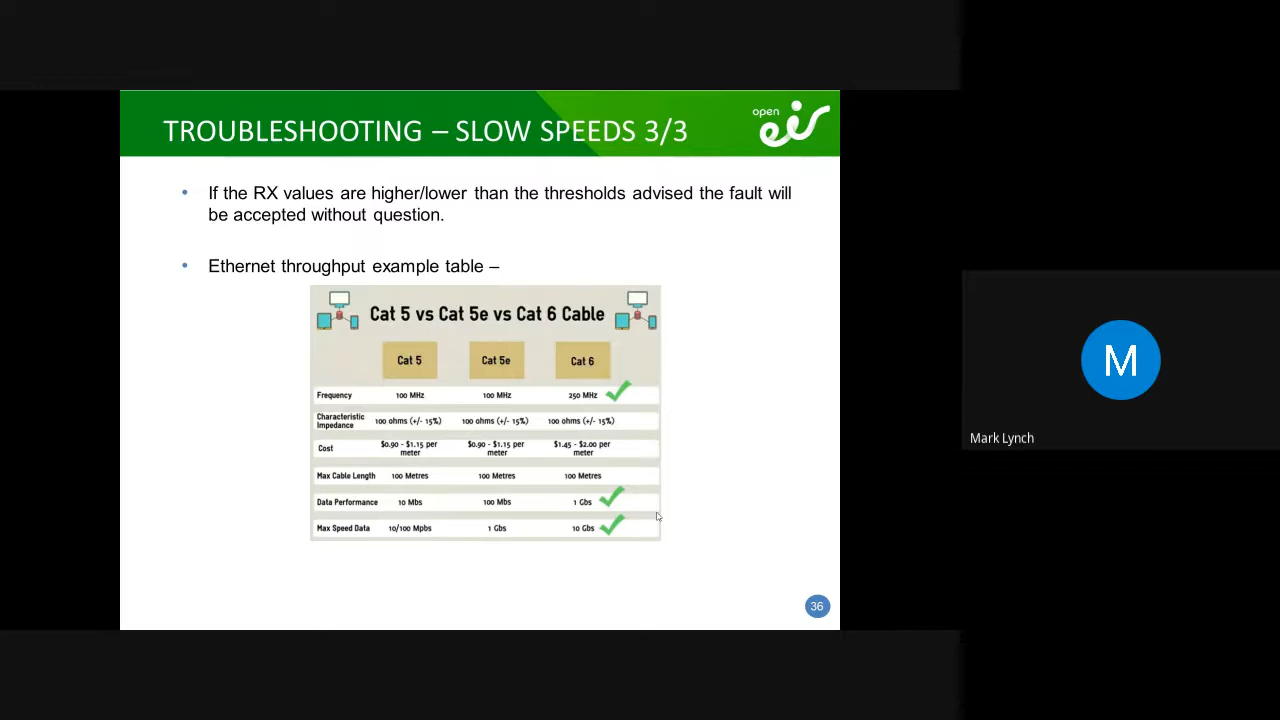 TROUBLESHOOTING – SLOW SPEEDS 3/3
open eir
• If the RX values are higher/lower than the thresholds advised the fault will
be accepted without question.
• Ethernet throughput example table –
Cat 5 vs Cat 5e vs Cat 6 Cable
Cat 5 Cat 5e Cat 6
Frequency 100 MHz 100 MHz 250 MHz
Characteristic Impedance 100 ohms (+/- 15%) 100 ohms (+/- 15%) 100 ohms (+/- 15%)
Cost $0.90 - $1.15 per meter $0.90 - $1.15 per meter $1.45 - $2.00 per meter
Max Cable Length 100 Metres 100 Metres 100 Metres
Data Performance 10 Mbs 100 Mbs 1 Gbs
Max Speed Data 10/100 Mpbs 1 Gbs 10 Gbs
36
M
Mark Lynch